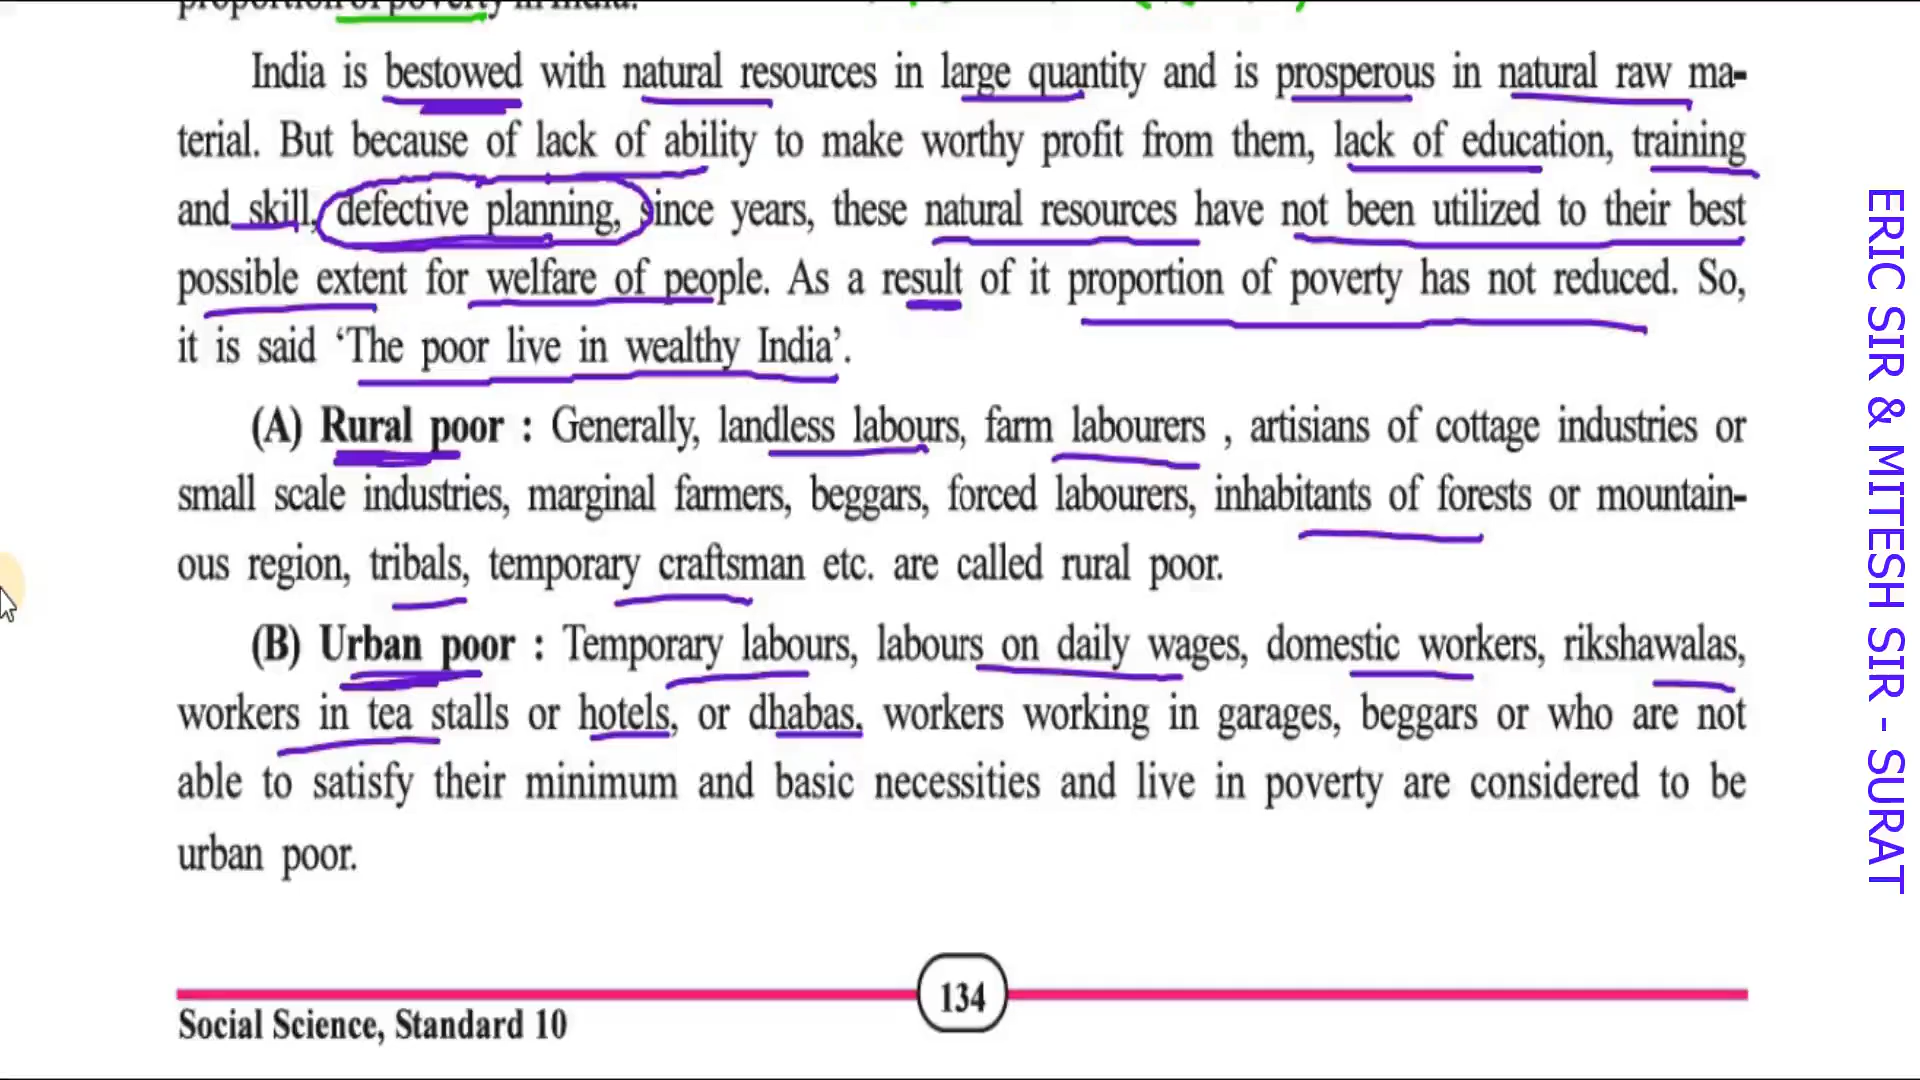 proportion of poverty in India.
India is bestowed with natural resources in large quantity and is prosperous in natural raw ma-
terial. But because of lack of ability to make worthy profit from them, lack of education, training
and skill, defective planning, since years, these natural resources have not been utilized to their best
possible extent for welfare of people. As a result of it proportion of poverty has not reduced. So,
it is said ‘The poor live in wealthy India’.
(A) Rural poor : Generally, landless labours, farm labourers , artisians of cottage industries or
small scale industries, marginal farmers, beggars, forced labourers, inhabitants of forests or mountain-
ous region, tribals, temporary craftsman etc. are called rural poor.
(B) Urban poor : Temporary labours, labours on daily wages, domestic workers, rikshawalas,
workers in tea stalls or hotels, or dhabas, workers working in garages, beggars or who are not
able to satisfy their minimum and basic necessities and live in poverty are considered to be
urban poor.
134
Social Science, Standard 10
ERIC SIR & MITESH SIR - SURAT